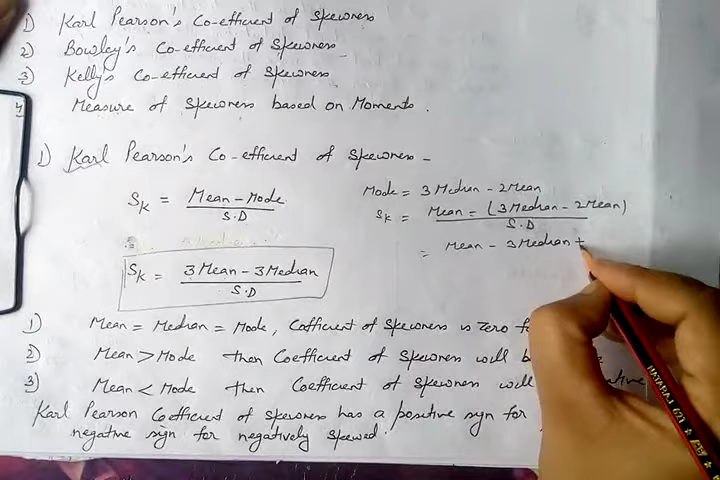 1) Karl Pearson's Co-efficient of Skewness
2) Bowley's Co-efficient of Skewness
3) Kelly's Co-efficient of Skewness
4 Measure of Skewness based on Moments.
1) Karl Pearson's Co-efficient of Skewness -
Sk = Mean - Mode / S.D
Mode = 3 Median - 2 Mean
Sk = Mean - (3 Median - 2 Mean) / S.D
= Mean - 3 Median +
Sk = 3 Mean - 3 Median / S.D
1) Mean = Median = Mode, Cofficient of Skewness is Zero
2) Mean > Mode then Coefficient of Skewness will
3) Mean < Mode then Coefficient of Skewness will
Karl Pearson Coefficient of Skewness has a positive sign for
negative sign for negatively skewed.
NATARAJ 621 HB